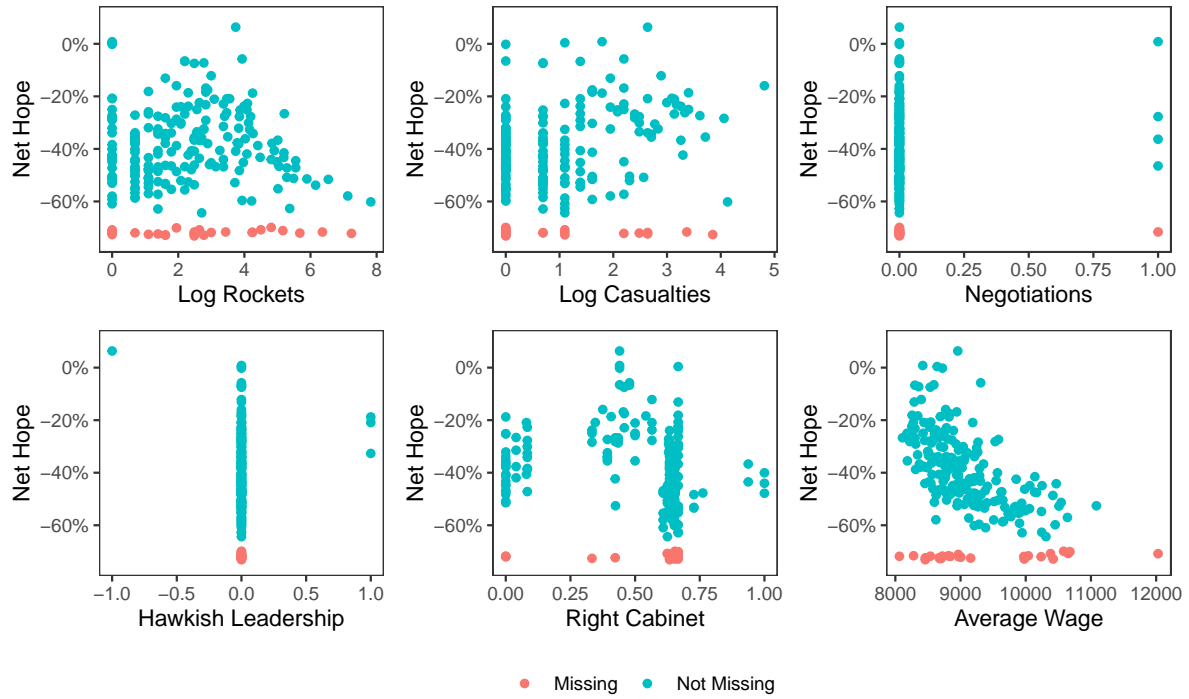 Net Hope
0%
−20%
−40%
−60%
0 2 4 6 8
Log Rockets
Net Hope
0%
−20%
−40%
−60%
0 1 2 3 4 5
Log Casualties
Net Hope
0%
−20%
−40%
−60%
0.00 0.25 0.50 0.75 1.00
Negotiations
Net Hope
0%
−20%
−40%
−60%
−1.0 −0.5 0.0 0.5 1.0
Hawkish Leadership
Net Hope
0%
−20%
−40%
−60%
0.00 0.25 0.50 0.75 1.00
Right Cabinet
Net Hope
0%
−20%
−40%
−60%
8000 9000 10000 11000 12000
Average Wage
Missing Not Missing